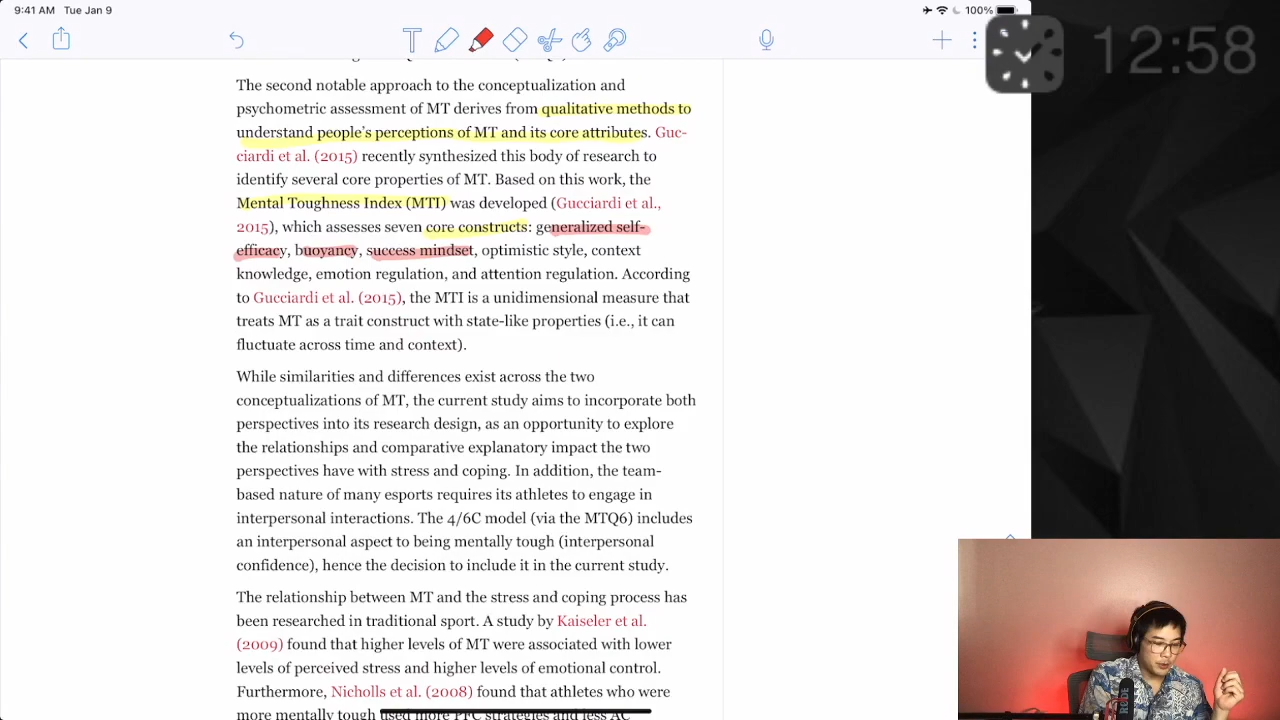 9:41 AM Tue Jan 9
100%
12:58
The second notable approach to the conceptualization and
psychometric assessment of MT derives from qualitative methods to
understand people's perceptions of MT and its core attributes. Guc-
ciardi et al. (2015) recently synthesized this body of research to
identify several core properties of MT. Based on this work, the
Mental Toughness Index (MTI) was developed (Gucciardi et al.,
2015), which assesses seven core constructs: generalized self-
efficacy, buoyancy, success mindset, optimistic style, context
knowledge, emotion regulation, and attention regulation. According
to Gucciardi et al. (2015), the MTI is a unidimensional measure that
treats MT as a trait construct with state-like properties (i.e., it can
fluctuate across time and context).
While similarities and differences exist across the two
conceptualizations of MT, the current study aims to incorporate both
perspectives into its research design, as an opportunity to explore
the relationships and comparative explanatory impact the two
perspectives have with stress and coping. In addition, the team-
based nature of many esports requires its athletes to engage in
interpersonal interactions. The 4/6C model (via the MTQ6) includes
an interpersonal aspect to being mentally tough (interpersonal
confidence), hence the decision to include it in the current study.
The relationship between MT and the stress and coping process has
been researched in traditional sport. A study by Kaiseler et al.
(2009) found that higher levels of MT were associated with lower
levels of perceived stress and higher levels of emotional control.
Furthermore, Nicholls et al. (2008) found that athletes who were
more mentally tough used more PFC strategies and less AC
RODE